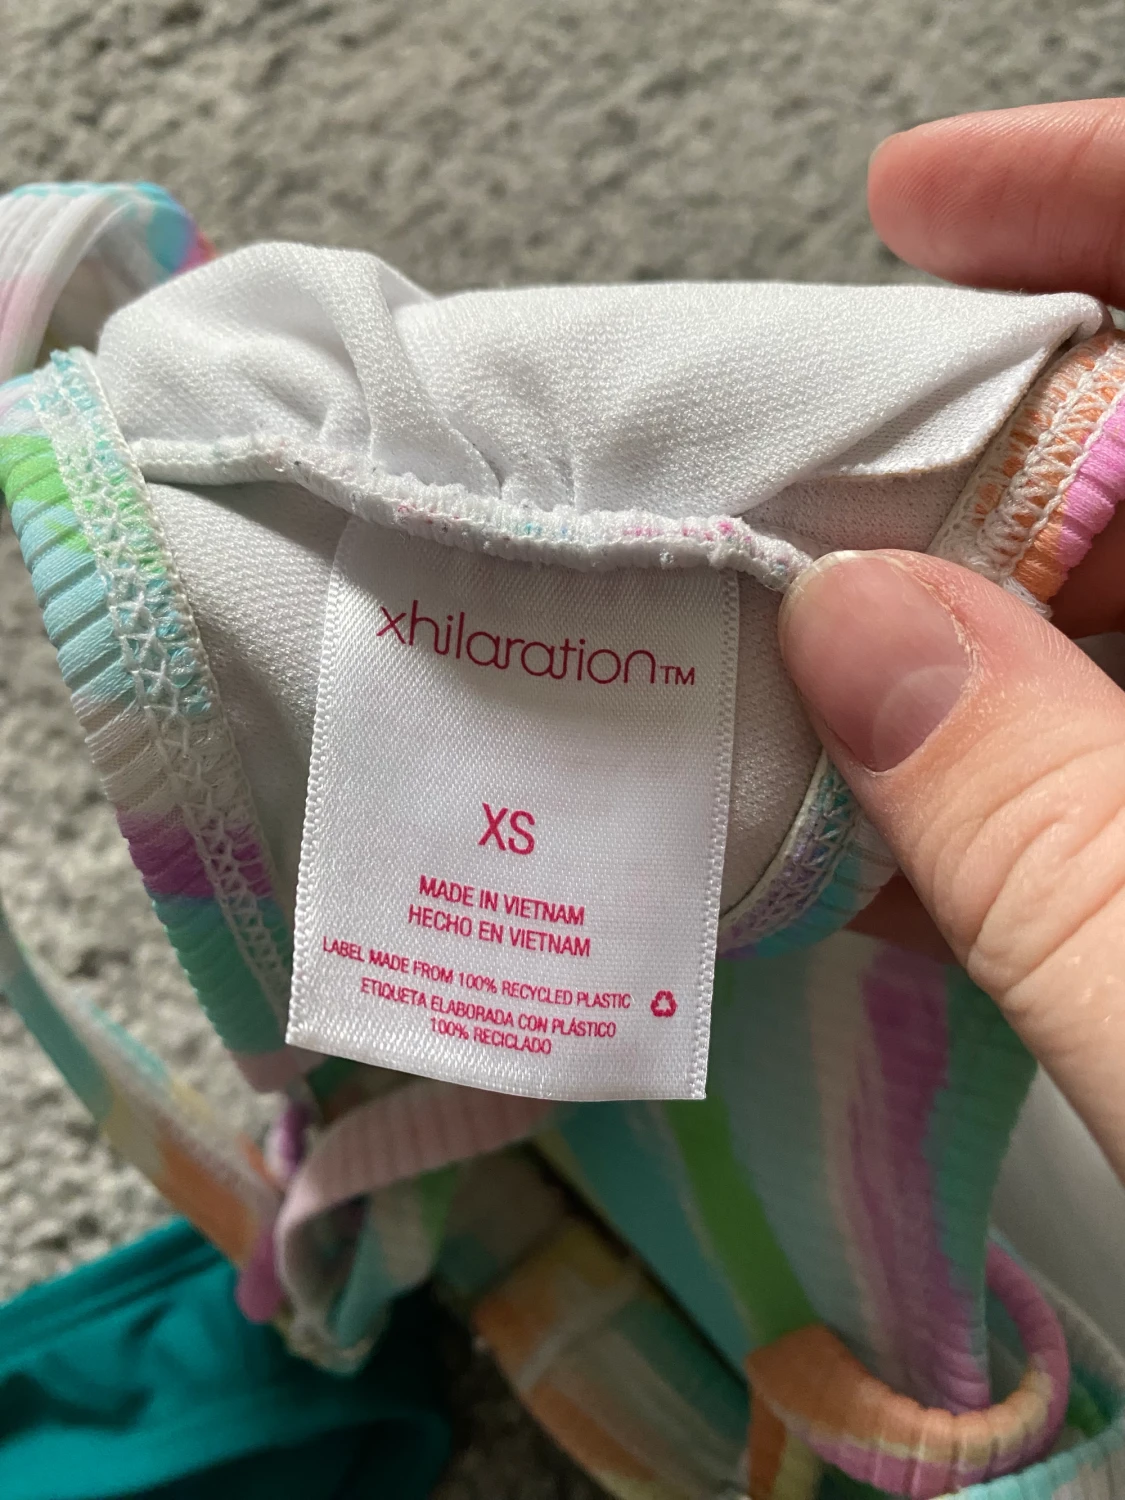 xhilaration™
XS
MADE IN VIETNAM
HECHO EN VIETNAM
LABEL MADE FROM 100% RECYCLED PLASTIC
ETIQUETA ELABORADA CON PLÁSTICO
100% RECICLADO